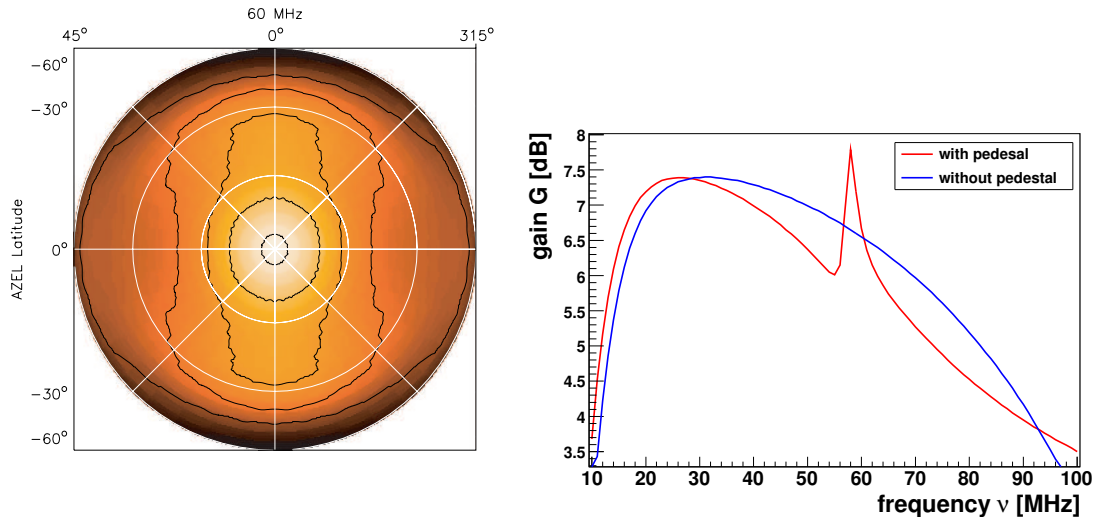 60 MHz
45°
0°
315°
−60°
−30°
0°
−30°
−60°
AZEL Latitude
gain G [dB]
8
7.5
7
6.5
6
5.5
5
4.5
4
3.5
with pedesal
without pedestal
10 20 30 40 50 60 70 80 90 100
frequency ν [MHz]